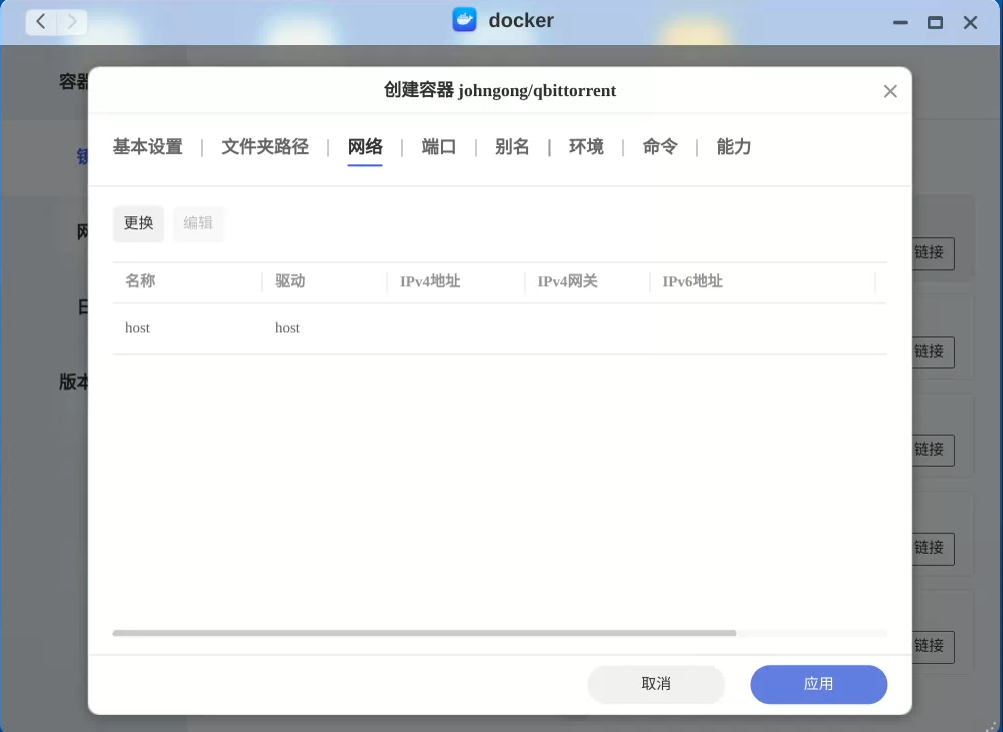 docker
容器
创建容器 johngong/qbittorrent
基本设置 | 文件夹路径 | 网络 | 端口 | 别名 | 环境 | 命令 | 能力
更换 编辑
链接
名称 驱动 IPv4地址 IPv4网关 IPv6地址
host host
链接
版本
链接
链接
链接
取消 应用